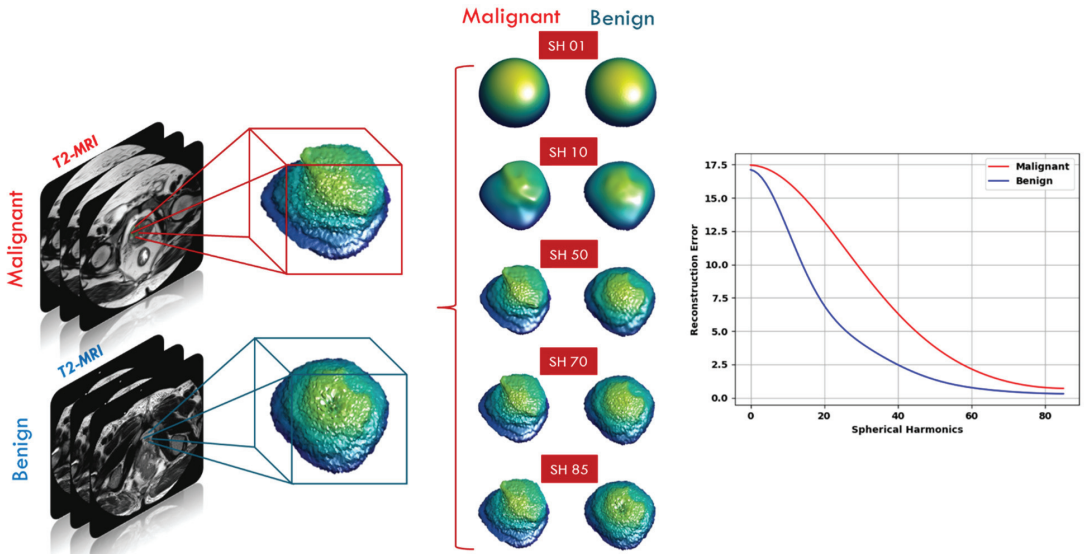 Malignant
Benign
SH 01
T2-MRI
Malignant
SH 10
SH 50
T2-MRI
Benign
SH 70
SH 85
Malignant
Benign
17.5
15.0
12.5
10.0
7.5
5.0
2.5
0.0
Reconstruction Error
0
20
40
60
80
Spherical Harmonics